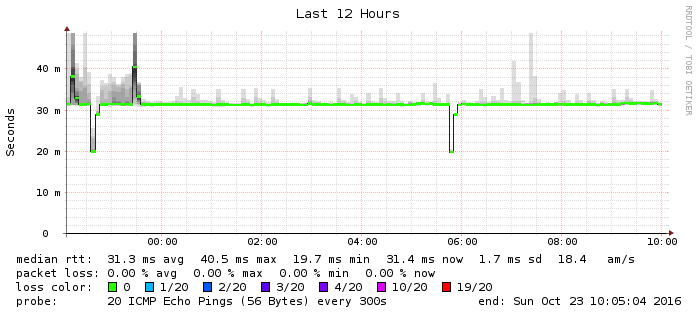 Last 12 Hours
RRDTOOL / TOBI OETIKER
Seconds
40 m
30 m
20 m
10 m
0
00:00 02:00 04:00 06:00 08:00 10:00
median rtt: 31.3 ms avg 40.5 ms max 19.7 ms min 31.4 ms now 1.7 ms sd 18.4 am/s
packet loss: 0.00 % avg 0.00 % max 0.00 % min 0.00 % now
loss color: 0 1/20 2/20 3/20 4/20 10/20 19/20
probe: 20 ICMP Echo Pings (56 Bytes) every 300s end: Sun Oct 23 10:05:04 2016